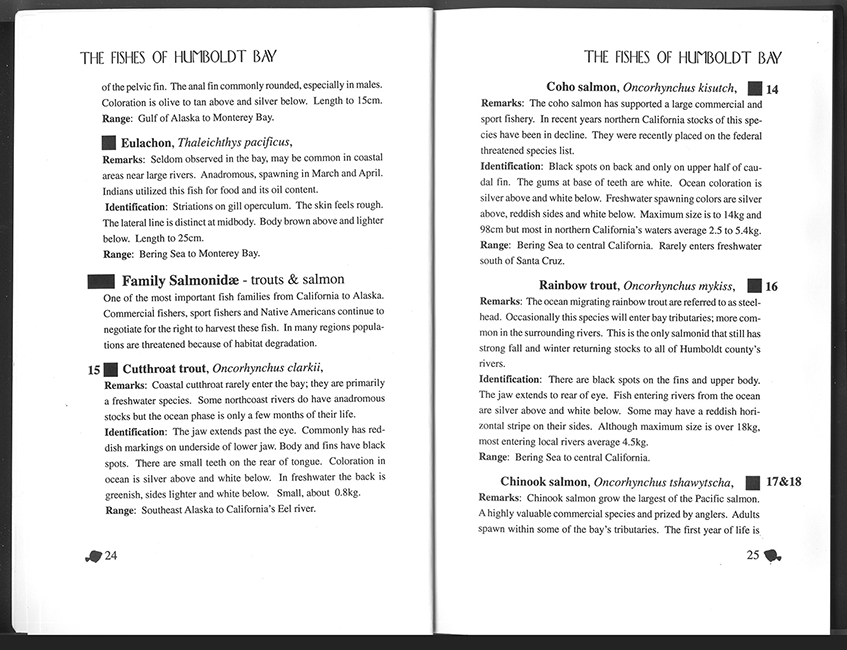 THE FISHES OF HUMBOLDT BAY
of the pelvic fin. The anal fin commonly rounded, especially in males.
Coloration is olive to tan above and silver below. Length to 15cm.
Range: Gulf of Alaska to Monterey Bay.
Eulachon, Thaleichthys pacificus,
Remarks: Seldom observed in the bay, may be common in coastal
areas near large rivers. Anadromous, spawning in March and April.
Indians utilized this fish for food and its oil content.
Identification: Striations on gill operculum. The skin feels rough.
The lateral line is distinct at midbody. Body brown above and lighter
below. Length to 25cm.
Range: Bering Sea to Monterey Bay.
Family Salmonidæ - trouts & salmon
One of the most important fish families from California to Alaska.
Commercial fishers, sport fishers and Native Americans continue to
negotiate for the right to harvest these fish. In many regions popula-
tions are threatened because of habitat degradation.
15 Cutthroat trout, Oncorhynchus clarkii,
Remarks: Coastal cutthroat rarely enter the bay; they are primarily
a freshwater species. Some northcoast rivers do have anadromous
stocks but the ocean phase is only a few months of their life.
Identification: The jaw extends past the eye. Commonly has red-
dish markings on underside of lower jaw. Body and fins have black
spots. There are small teeth on the rear of tongue. Coloration in
ocean is silver above and white below. In freshwater the back is
greenish, sides lighter and white below. Small, about 0.8kg.
Range: Southeast Alaska to California's Eel river.
24
THE FISHES OF HUMBOLDT BAY
Coho salmon, Oncorhynchus kisutch, 14
Remarks: The coho salmon has supported a large commercial and
sport fishery. In recent years northern California stocks of this spe-
cies have been in decline. They were recently placed on the federal
threatened species list.
Identification: Black spots on back and only on upper half of cau-
dal fin. The gums at base of teeth are white. Ocean coloration is
silver above and white below. Freshwater spawning colors are silver
above, reddish sides and white below. Maximum size is to 14kg and
98cm but most in northern California's waters average 2.5 to 5.4kg.
Range: Bering Sea to central California. Rarely enters freshwater
south of Santa Cruz.
Rainbow trout, Oncorhynchus mykiss, 16
Remarks: The ocean migrating rainbow trout are referred to as steel-
head. Occasionally this species will enter bay tributaries; more com-
mon in the surrounding rivers. This is the only salmonid that still has
strong fall and winter returning stocks to all of Humboldt county's
rivers.
Identification: There are black spots on the fins and upper body.
The jaw extends to rear of eye. Fish entering rivers from the ocean
are silver above and white below. Some may have a reddish hori-
zontal stripe on their sides. Although maximum size is over 18kg,
most entering local rivers average 4.5kg.
Range: Bering Sea to central California.
Chinook salmon, Oncorhynchus tshawytscha, 17&18
Remarks: Chinook salmon grow the largest of the Pacific salmon.
A highly valuable commercial species and prized by anglers. Adults
spawn within some of the bay's tributaries. The first year of life is
25